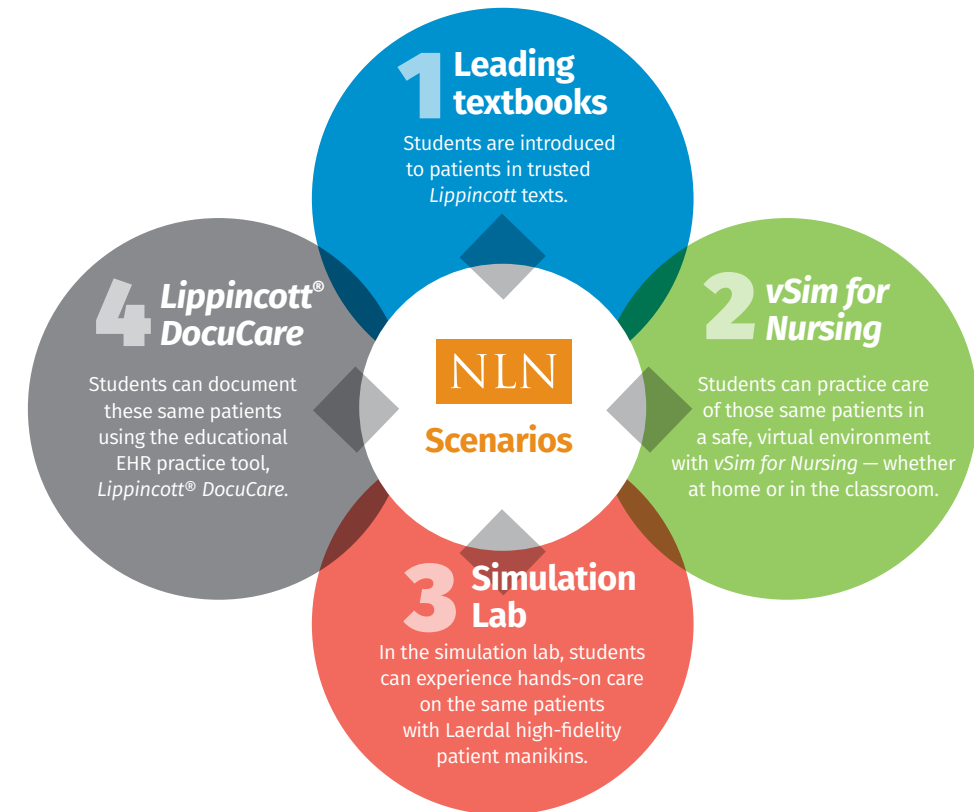 1 Leading
textbooks
Students are introduced
to patients in trusted
Lippincott texts.
2 vSim for
Nursing
Students can practice care
of those same patients in
a safe, virtual environment
with vSim for Nursing — whether
at home or in the classroom.
3 Simulation
Lab
In the simulation lab, students
can experience hands-on care
on the same patients
with Laerdal high-fidelity
patient manikins.
4 Lippincott®
DocuCare
Students can document
these same patients
using the educational
EHR practice tool,
Lippincott® DocuCare.
NLN
Scenarios